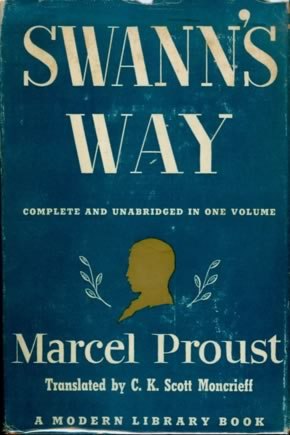 SWANN'S
WAY
COMPLETE AND UNABRIDGED IN ONE VOLUME
Marcel Proust
Translated by C. K. Scott Moncrieff
A MODERN LIBRARY BOOK